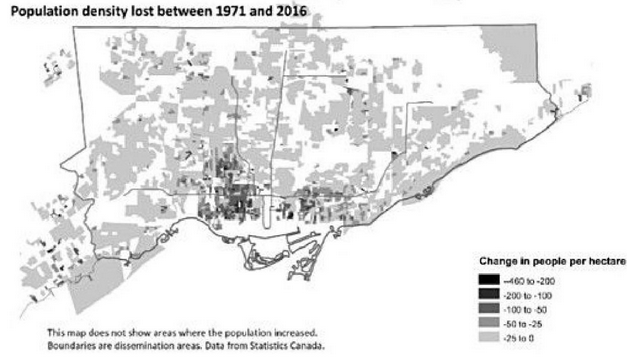 Population density lost between 1971 and 2016
Change in people per hectare
-460 to -200
-200 to -100
-100 to -50
-50 to -25
-25 to 0
This map does not show areas where the population increased.
Boundaries are dissemination areas. Data from Statistics Canada.